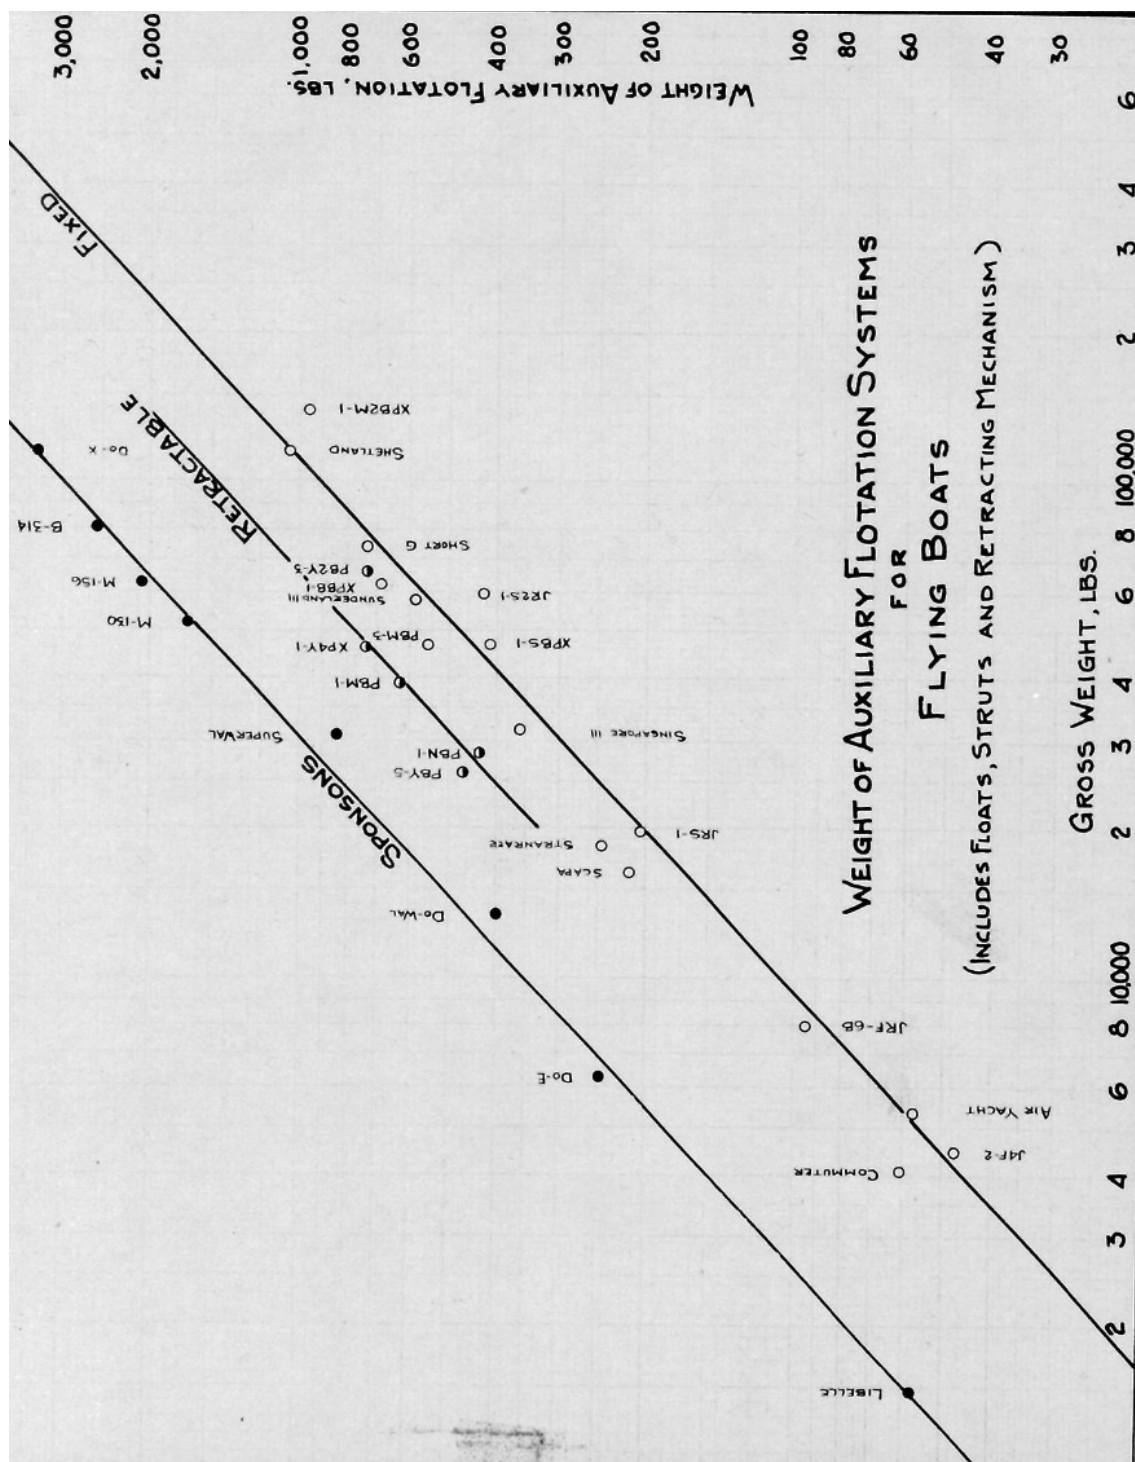 WEIGHT OF AUXILIARY FLOTATION SYSTEMS
FOR
FLYING BOATS
(INCLUDES FLOATS, STRUTS AND RETRACTING MECHANISM)
WEIGHT OF AUXILIARY FLOTATION, LBS.
3,000
2,000
1,000
800
600
400
300
200
100
80
60
40
30
GROSS WEIGHT, LBS.
2
3
4
6
8
10,000
2
3
4
6
8
100,000
2
3
4
6
FIXED
RETRACTABLE
SPONSONS
DO-X
B-314
M-156
M-130
SUPERWAL
DO-WAL
DO-E
LIBELLE
XPB2M-1
SHETLAND
SHORT G
PB2Y-3
XPBB-1
SUNDERLAND III
JR2S-1
PBM-3
XPBS-1
XP4Y-1
PBM-1
PBN-1
PBY-5
SINGAPORE III
STRANRAER
SCAPA
JRS-1
JRF-6B
AIR YACHT
J4F-2
COMMUTER